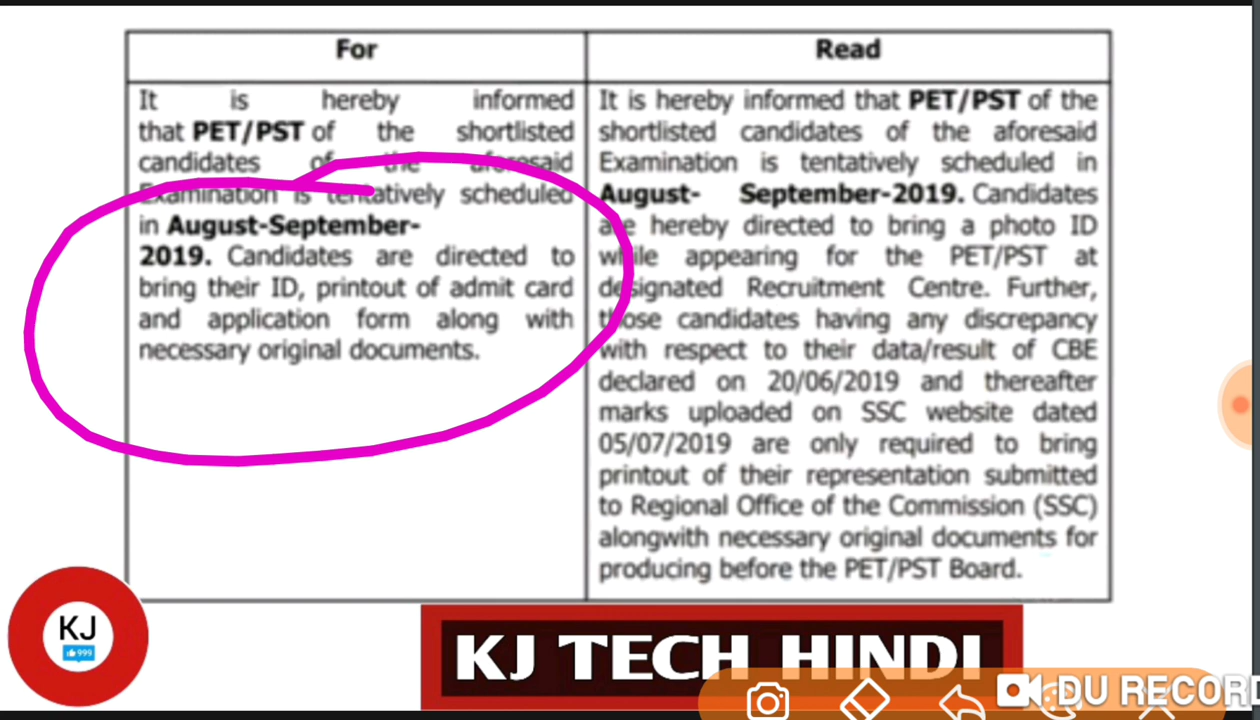 For
It is hereby informed
that PET/PST of the shortlisted
candidates of the aforesaid
Examination is tentatively scheduled
in August-September-
2019. Candidates are directed to
bring their ID, printout of admit card
and application form along with
necessary original documents.
Read
It is hereby informed that PET/PST of the
shortlisted candidates of the aforesaid
Examination is tentatively scheduled in
August- September-2019. Candidates
are hereby directed to bring a photo ID
while appearing for the PET/PST at
designated Recruitment Centre. Further,
those candidates having any discrepancy
with respect to their data/result of CBE
declared on 20/06/2019 and thereafter
marks uploaded on SSC website dated
05/07/2019 are only required to bring
printout of their representation submitted
to Regional Office of the Commission (SSC)
alongwith necessary original documents for
producing before the PET/PST Board.
KJ
999
KJ TECH HINDI
DU RECORD